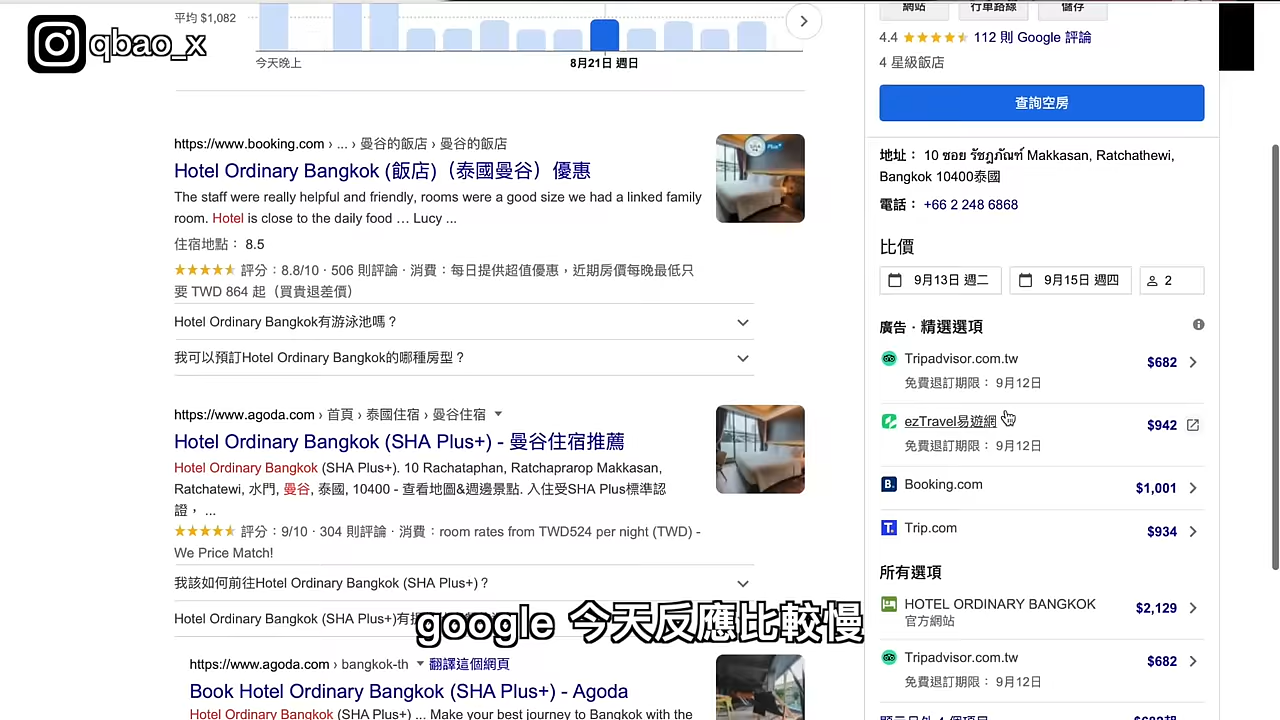 qbao_x
平均 $1,082
今天晚上
8月21日 週日
https://www.booking.com › ... › 曼谷的飯店 › 曼谷的飯店
Hotel Ordinary Bangkok (飯店)（泰國曼谷）優惠
The staff were really helpful and friendly, rooms were a good size we had a linked family
room. Hotel is close to the daily food … Lucy ...
住宿地點： 8.5
評分：8.8/10 · 506 則評論 · 消費：每日提供超值優惠，近期房價每晚最低只
要 TWD 864 起（買貴退差價）
Hotel Ordinary Bangkok有游泳池嗎？
我可以預訂Hotel Ordinary Bangkok的哪種房型？
https://www.agoda.com › 首頁 › 泰國住宿 › 曼谷住宿
Hotel Ordinary Bangkok (SHA Plus+) - 曼谷住宿推薦
Hotel Ordinary Bangkok (SHA Plus+). 10 Rachataphan, Ratchaprarop Makkasan,
Ratchatewi, 水門, 曼谷, 泰國, 10400 - 查看地圖&週邊景點. 入住受SHA Plus標準認
證， ...
評分：9/10 · 304 則評論 · 消費：room rates from TWD524 per night (TWD) -
We Price Match!
我該如何前往Hotel Ordinary Bangkok (SHA Plus+)？
Hotel Ordinary Bangkok (SHA Plus+)有
google 今天反應比較慢
https://www.agoda.com › bangkok-th 翻譯這個網頁
Book Hotel Ordinary Bangkok (SHA Plus+) - Agoda
Hotel Ordinary Bangkok (SHA Plus+) ... Make your best journey to Bangkok with the
網站
行車路線
儲存
4.4 112 則 Google 評論
4 星級飯店
查詢空房
地址： 10 ซอย รัชฎภัณฑ์ Makkasan, Ratchathewi,
Bangkok 10400泰國
電話： +66 2 248 6868
比價
9月13日 週二 9月15日 週四 2
廣告 · 精選選項
Tripadvisor.com.tw $682
免費退訂期限： 9月12日
ezTravel易遊網 $942
免費退訂期限： 9月12日
B. Booking.com $1,001
T. Trip.com $934
所有選項
HOTEL ORDINARY BANGKOK $2,129
官方網站
Tripadvisor.com.tw $682
免費退訂期限： 9月12日